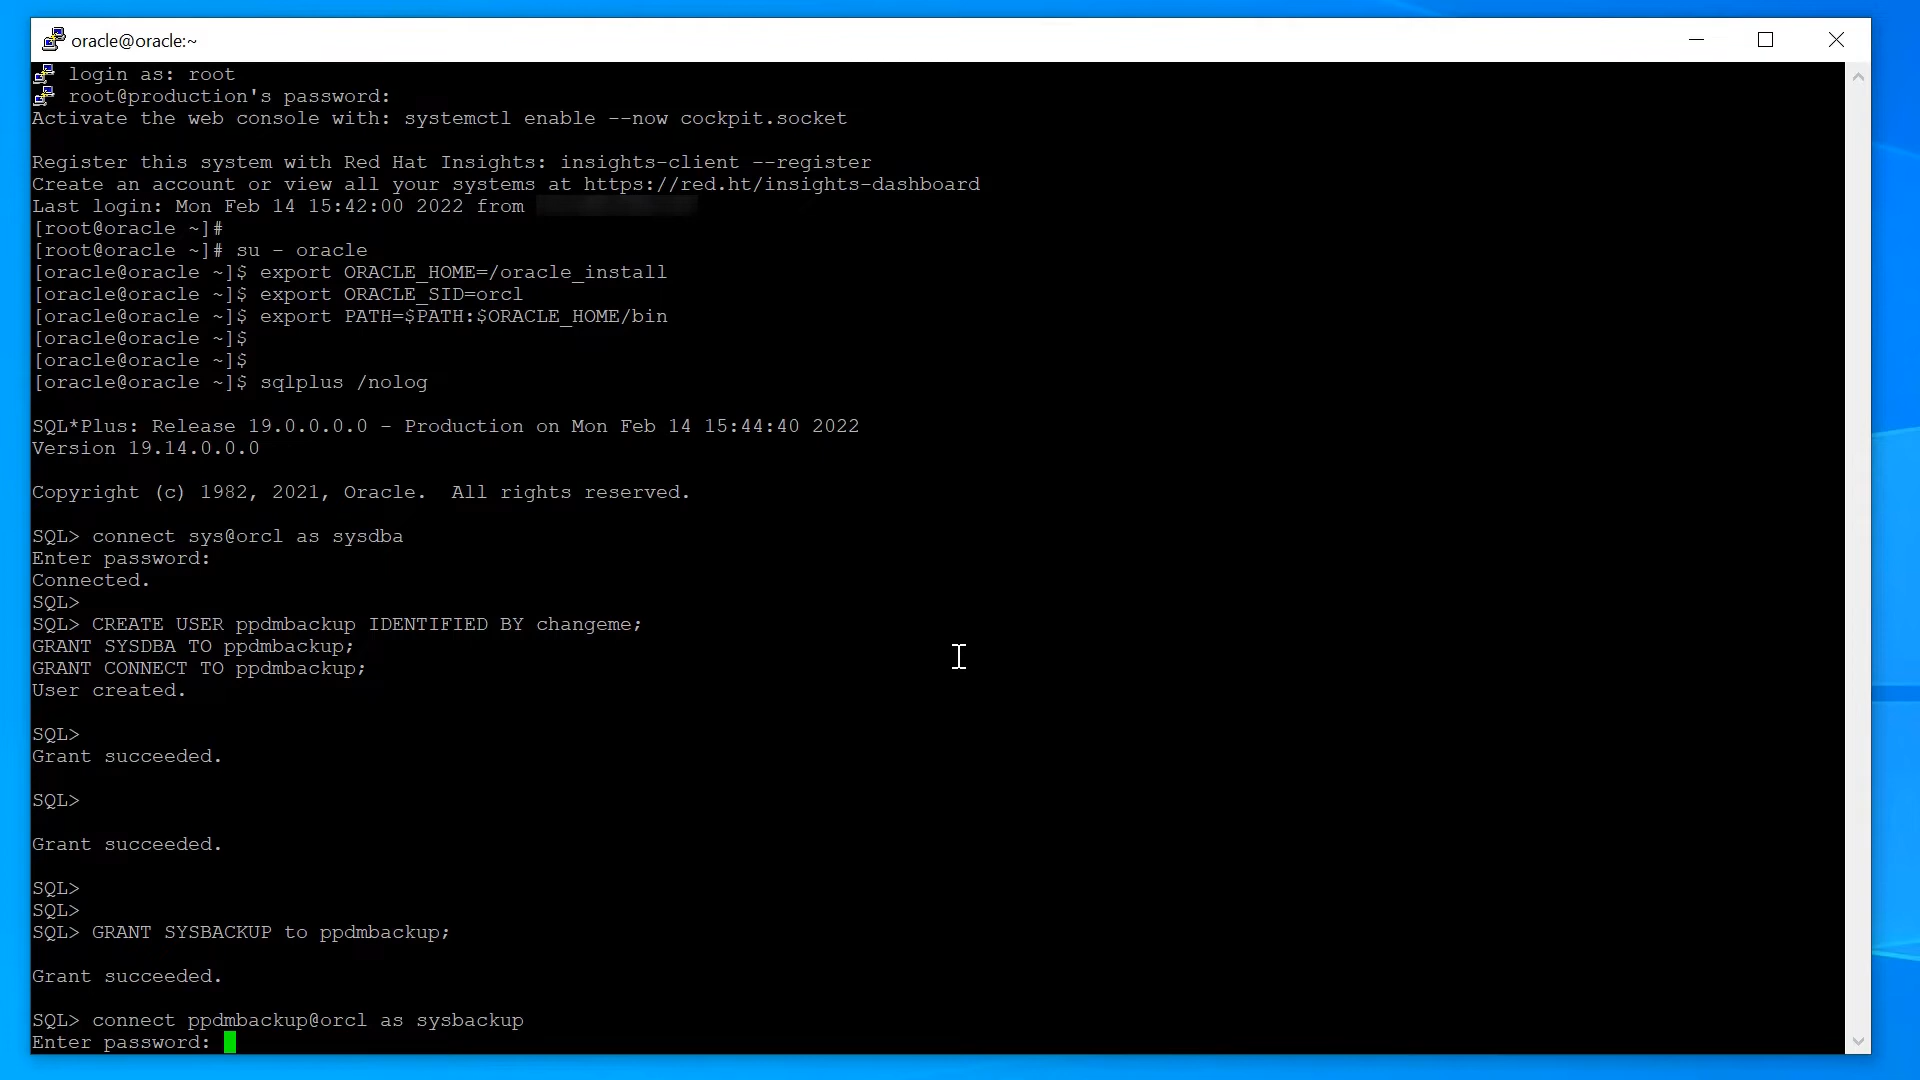 oracle@oracle:~
login as: root
root@production's password:
Activate the web console with: systemctl enable --now cockpit.socket
Register this system with Red Hat Insights: insights-client --register
Create an account or view all your systems at https://red.ht/insights-dashboard
Last login: Mon Feb 14 15:42:00 2022 from
[root@oracle ~]#
[root@oracle ~]# su - oracle
[oracle@oracle ~]$ export ORACLE_HOME=/oracle_install
[oracle@oracle ~]$ export ORACLE_SID=orcl
[oracle@oracle ~]$ export PATH=$PATH:$ORACLE_HOME/bin
[oracle@oracle ~]$
[oracle@oracle ~]$
[oracle@oracle ~]$ sqlplus /nolog
SQL*Plus: Release 19.0.0.0.0 - Production on Mon Feb 14 15:44:40 2022
Version 19.14.0.0.0
Copyright (c) 1982, 2021, Oracle.  All rights reserved.
SQL> connect sys@orcl as sysdba
Enter password:
Connected.
SQL>
SQL> CREATE USER ppdmbackup IDENTIFIED BY changeme;
GRANT SYSDBA TO ppdmbackup;
GRANT CONNECT TO ppdmbackup;
User created.
SQL>
Grant succeeded.
SQL>
Grant succeeded.
SQL>
SQL>
SQL> GRANT SYSBACKUP to ppdmbackup;
Grant succeeded.
SQL> connect ppdmbackup@orcl as sysbackup
Enter password: